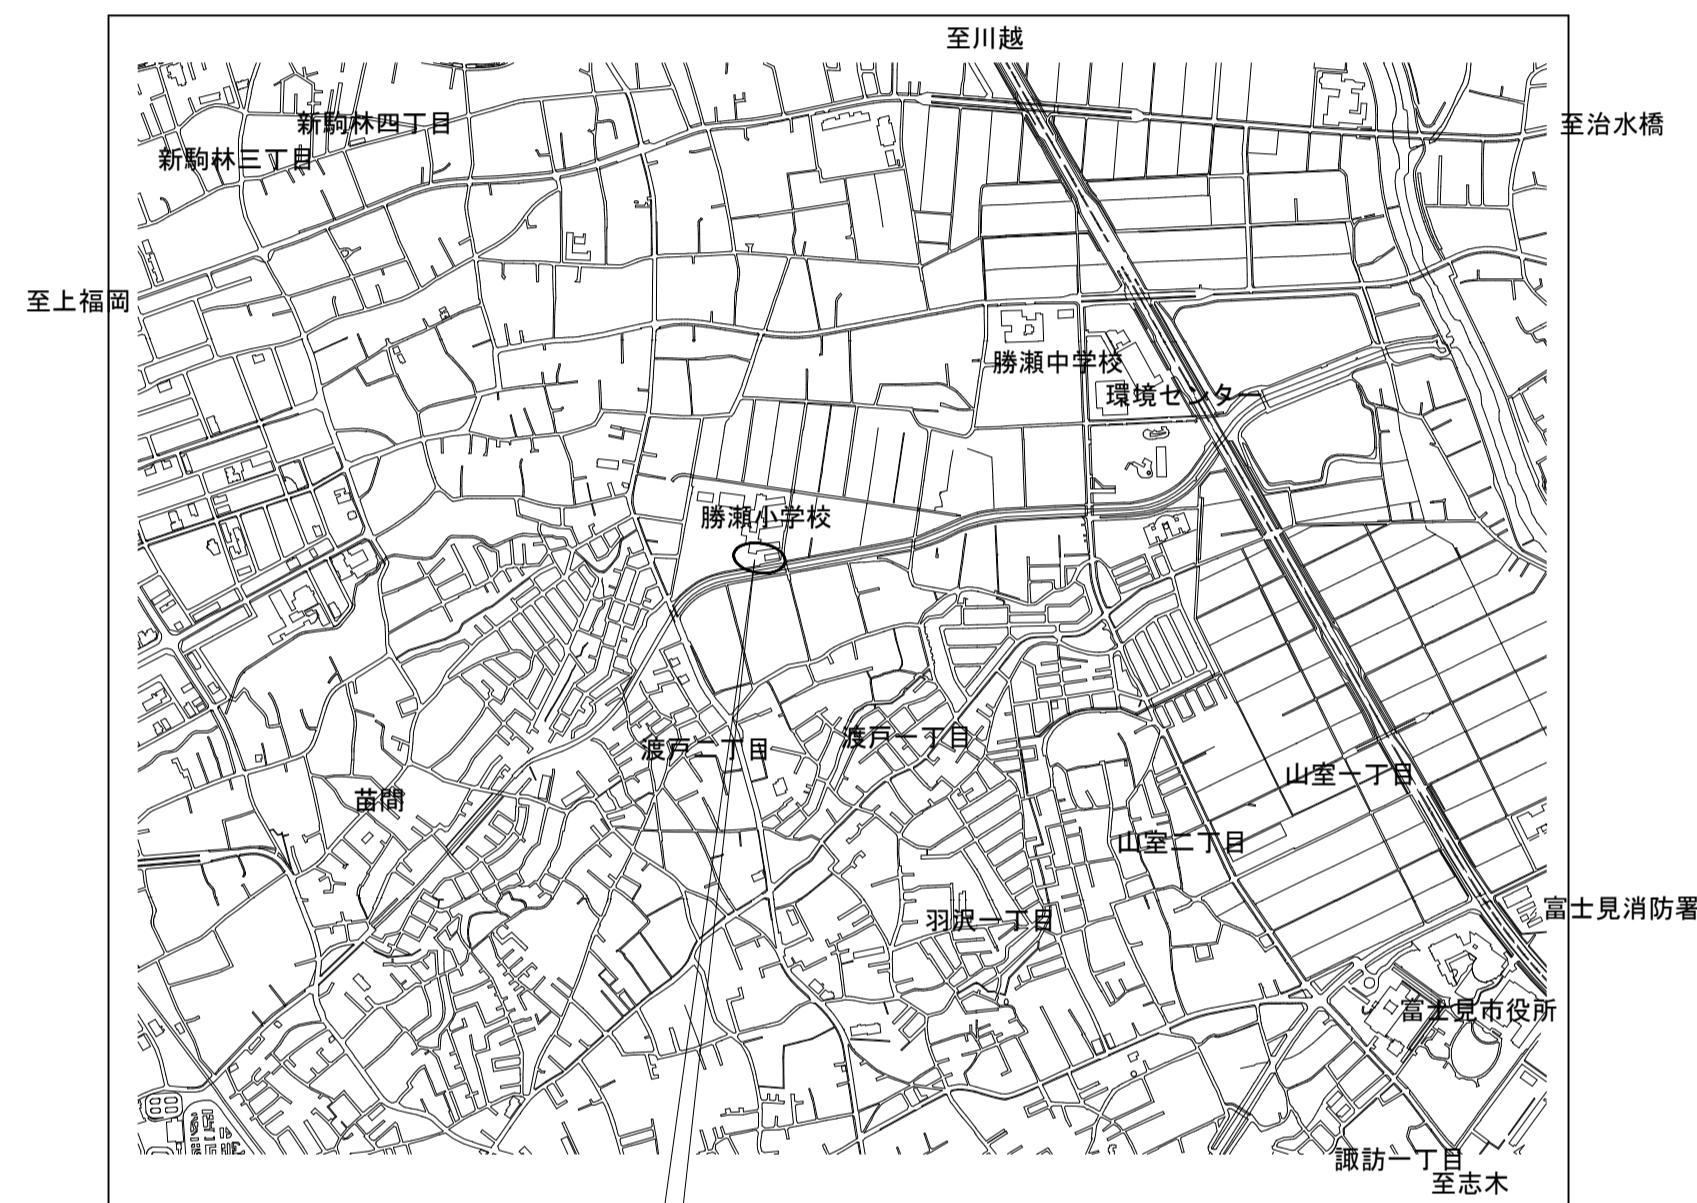 至川越
新駒林四丁目
至治水橋
新駒林三丁目
至上福岡
勝瀬中学校
環境センター
勝瀬小学校
渡戸一丁目
渡戸二丁目
山室一丁目
苗間
山室二丁目
富士見消防署
羽沢一丁目
富士見市役所
諏訪一丁目
至志木